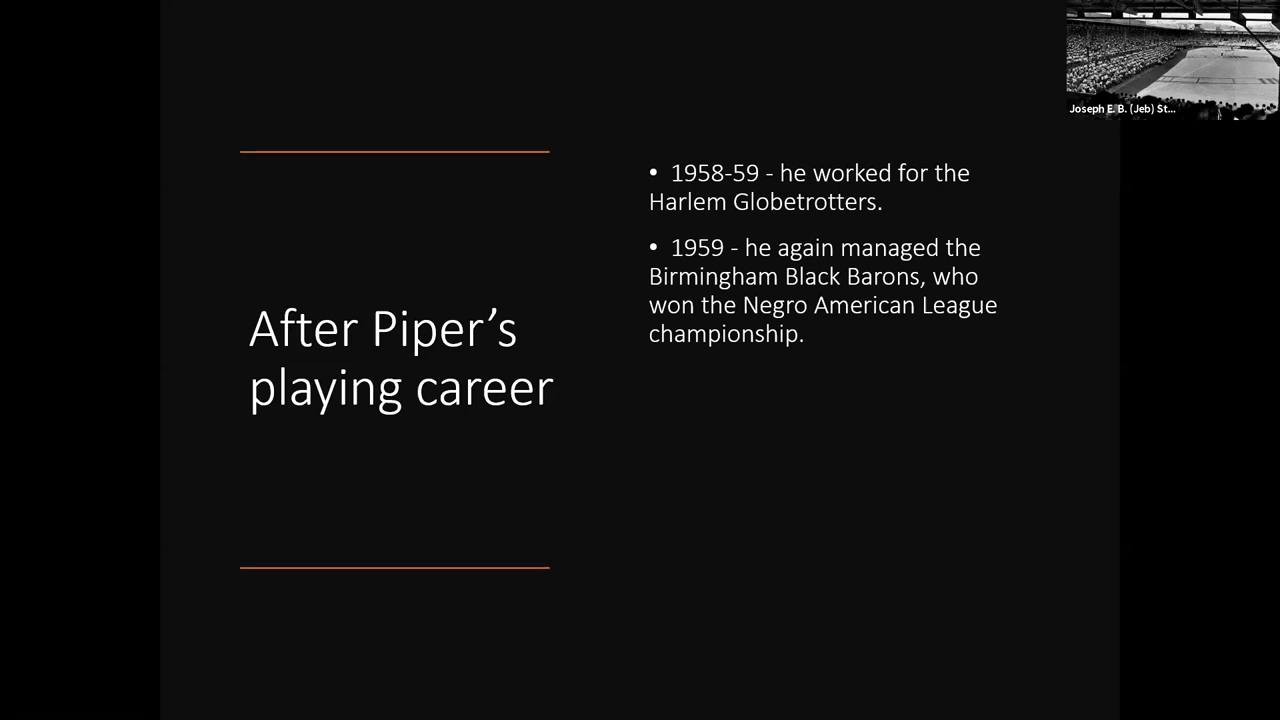 Joseph E. B. (Jeb) St...
After Piper’s
playing career
• 1958-59 - he worked for the
Harlem Globetrotters.
• 1959 - he again managed the
Birmingham Black Barons, who
won the Negro American League
championship.